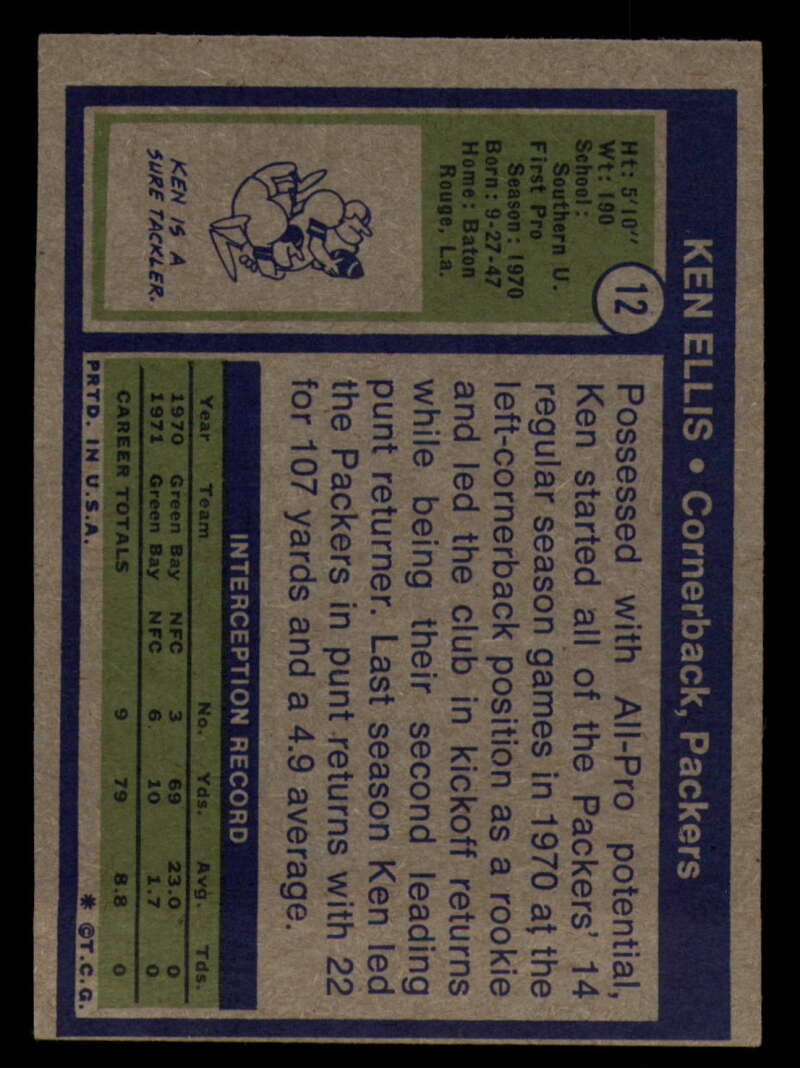 KEN ELLIS • Cornerback, Packers
12
Ht: 5'10"
Wt: 190
School:
Southern U.
First Pro
Season: 1970
Born: 9-27-47
Home: Baton
Rouge, La.
KEN IS A
SURE TACKLER.
Possessed with All-Pro potential,
Ken started all of the Packers' 14
regular season games in 1970 at the
left-cornerback position as a rookie
and led the club in kickoff returns
while being their second leading
punt returner. Last season Ken led
the Packers in punt returns with 22
for 107 yards and a 4.9 average.
INTERCEPTION RECORD
Year Team No. Yds. Avg. Tds.
1970 Green Bay NFC 3 69 23.0 0
1971 Green Bay NFC 6 10 1.7 0
CAREER TOTALS 9 79 8.8 0
PRTD. IN U.S.A. * ©T.C.G.